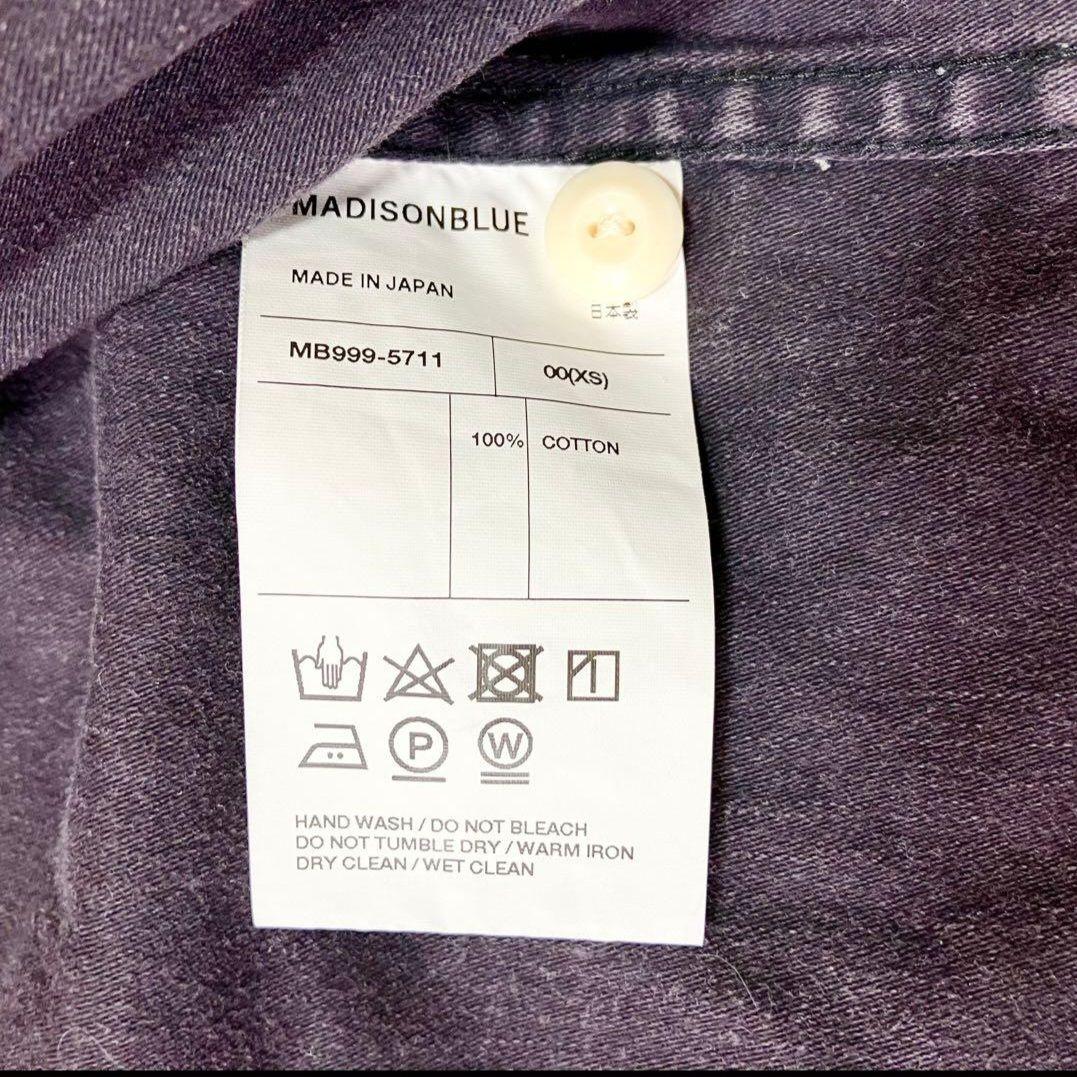 MADISONBLUE
MADE IN JAPAN
日本製
MB999-5711
00(XS)
100% COTTON
P W
HAND WASH / DO NOT BLEACH
DO NOT TUMBLE DRY / WARM IRON
DRY CLEAN / WET CLEAN